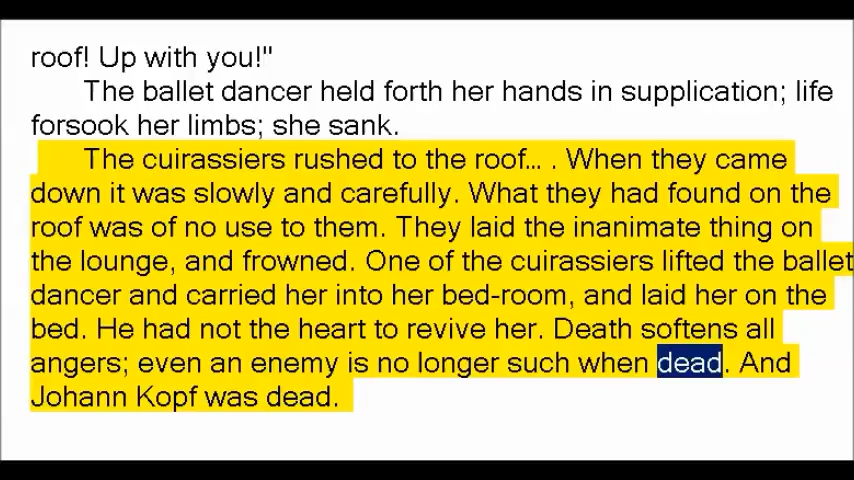 roof! Up with you!"
The ballet dancer held forth her hands in supplication; life
forsook her limbs; she sank.
The cuirassiers rushed to the roof... . When they came
down it was slowly and carefully. What they had found on the
roof was of no use to them. They laid the inanimate thing on
the lounge, and frowned. One of the cuirassiers lifted the ballet
dancer and carried her into her bed-room, and laid her on the
bed. He had not the heart to revive her. Death softens all
angers; even an enemy is no longer such when dead. And
Johann Kopf was dead.